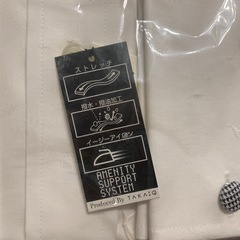 ストレッチ
撥水・撥油加工
イージーアイロン
AMENITY
SUPPORT
SYSTEM
Produced By TAKA:Q